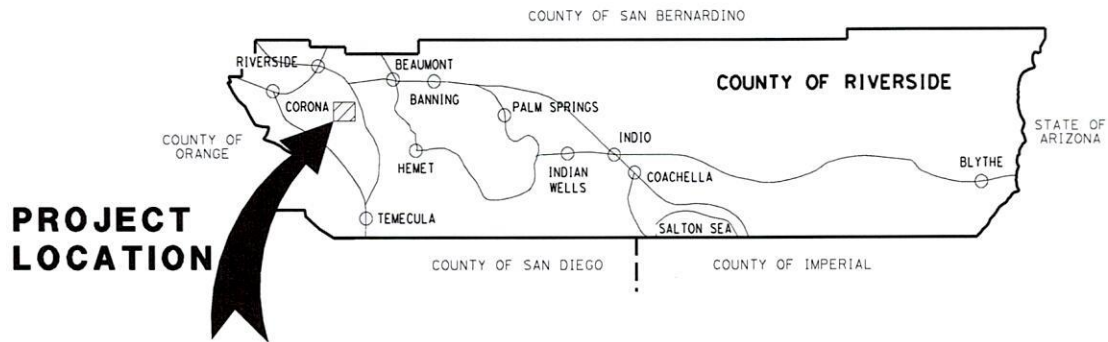 COUNTY OF SAN BERNARDINO
RIVERSIDE
BEAUMONT
COUNTY OF RIVERSIDE
BANNING
CORONA
PALM SPRINGS
COUNTY OF
ORANGE
STATE OF
ARIZONA
INDIO
HEMET
INDIAN
WELLS
COACHELLA
BLYTHE
PROJECT
LOCATION
TEMECULA
SALTON SEA
COUNTY OF SAN DIEGO
COUNTY OF IMPERIAL